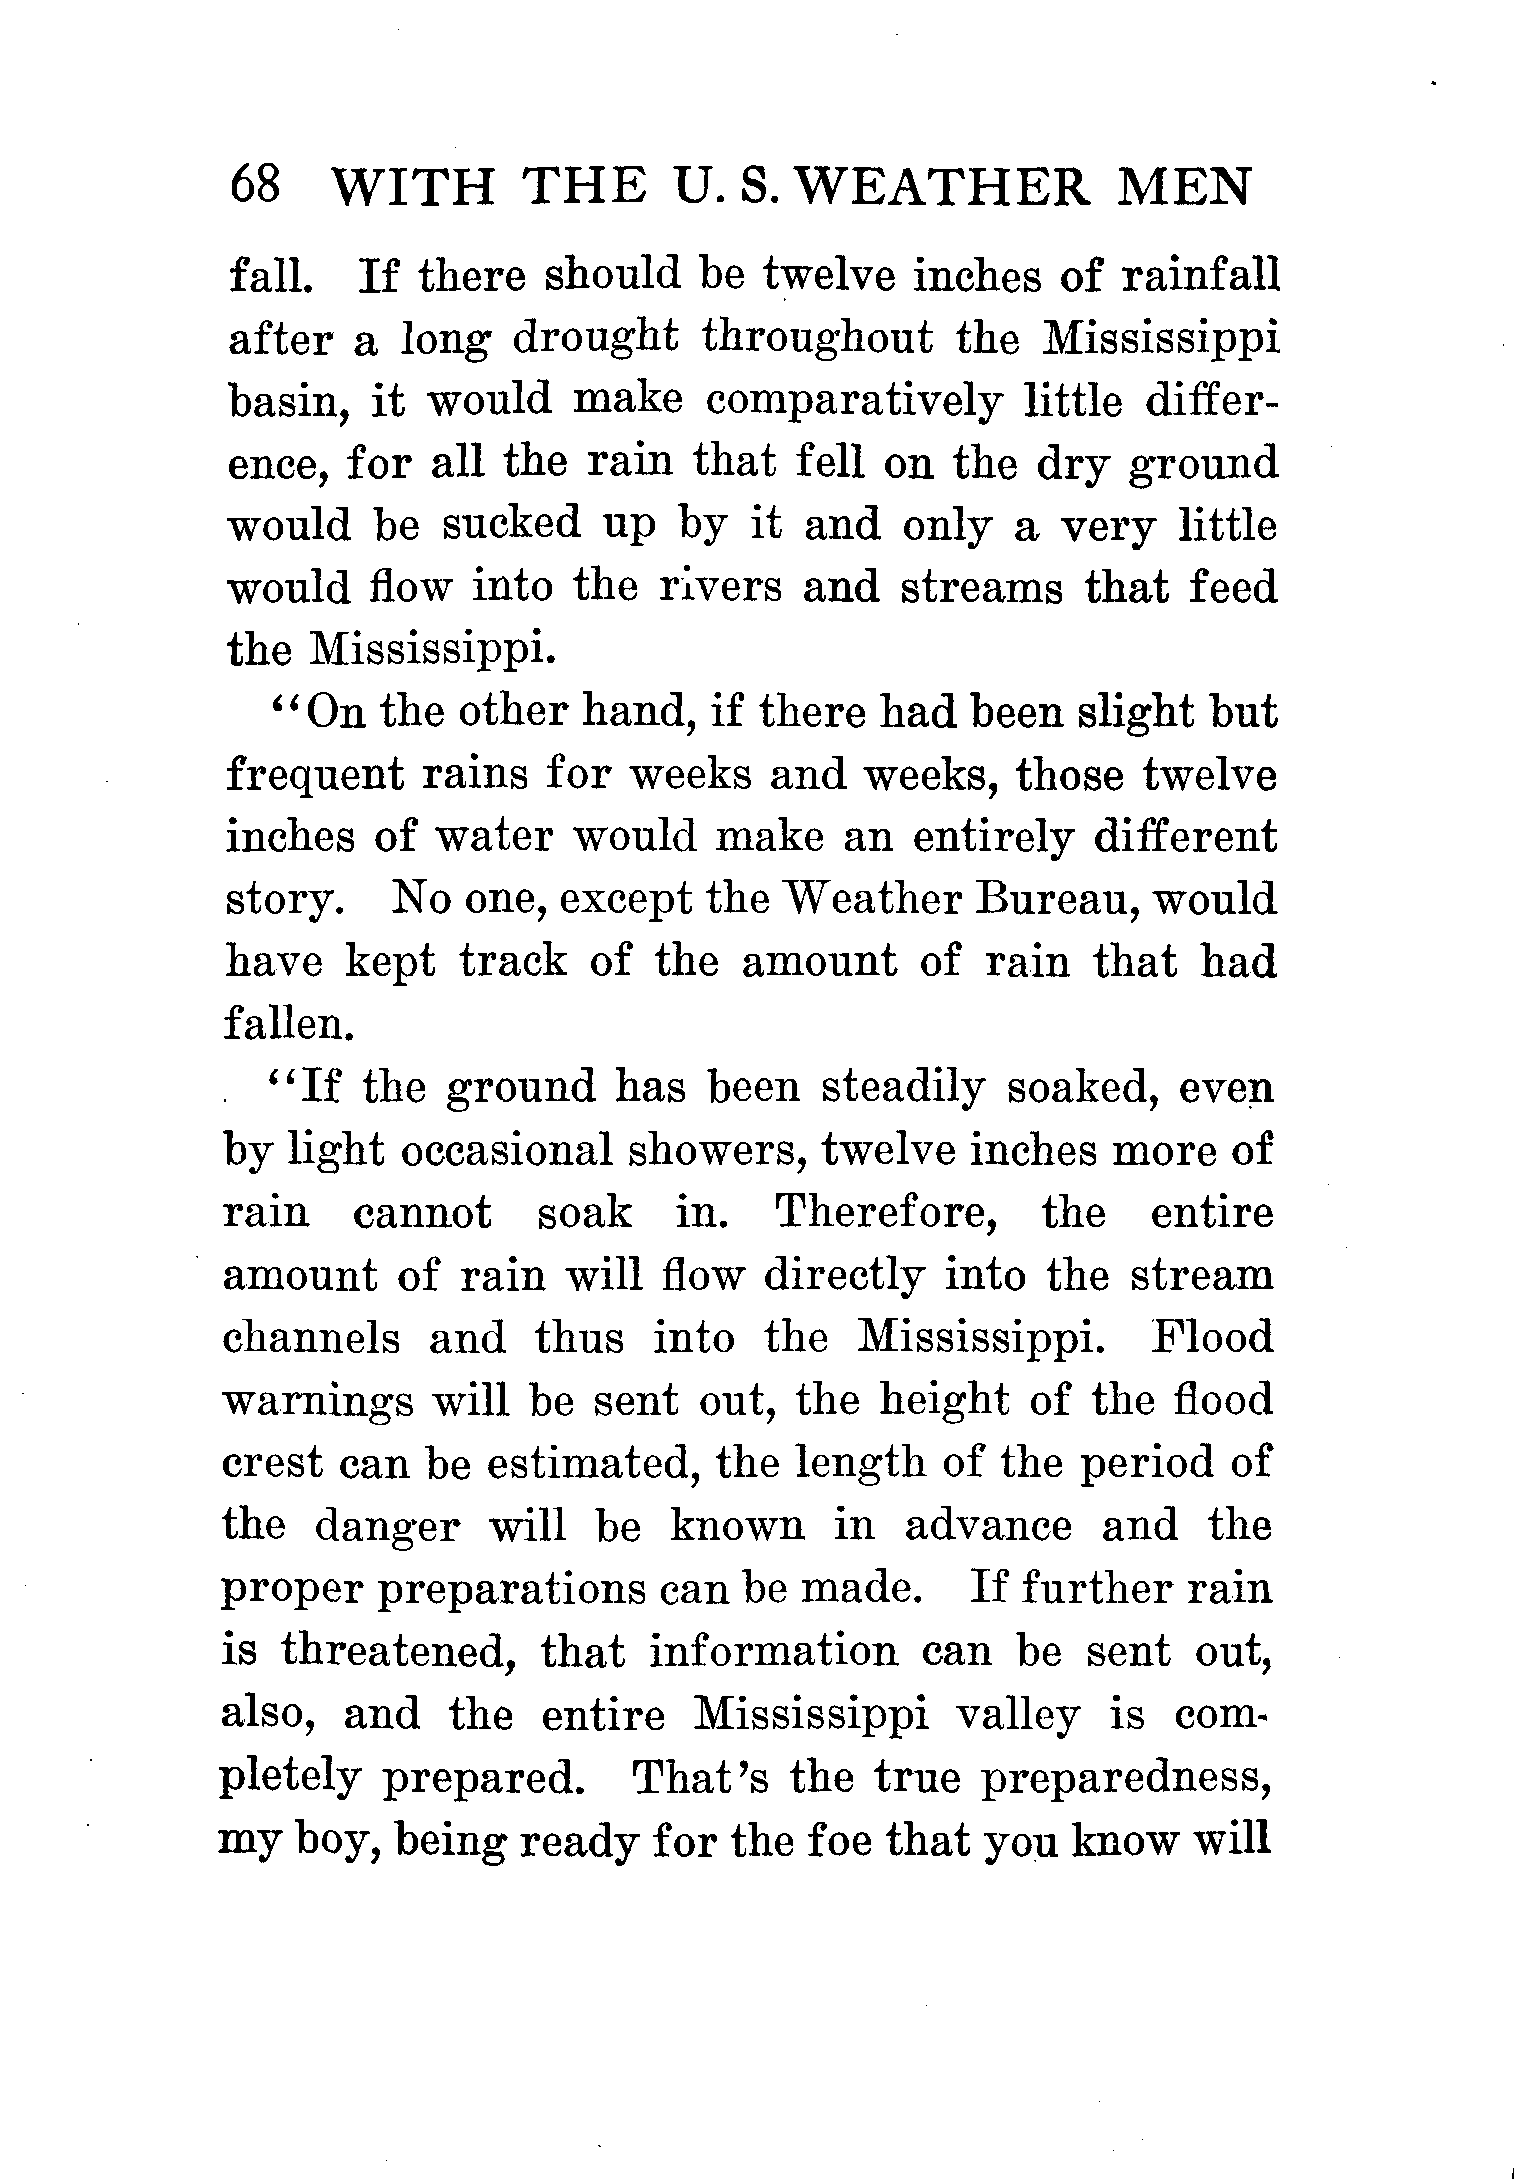 68 WITH THE U. S. WEATHER MEN
fall. If there should be twelve inches of rainfall
after a long drought throughout the Mississippi
basin, it would make comparatively little differ-
ence, for all the rain that fell on the dry ground
would be sucked up by it and only a very little
would flow into the rivers and streams that feed
the Mississippi.
“On the other hand, if there had been slight but
frequent rains for weeks and weeks, those twelve
inches of water would make an entirely different
story. No one, except the Weather Bureau, would
have kept track of the amount of rain that had
fallen.
“If the ground has been steadily soaked, even
by light occasional showers, twelve inches more of
rain cannot soak in. Therefore, the entire
amount of rain will flow directly into the stream
channels and thus into the Mississippi. Flood
warnings will be sent out, the height of the flood
crest can be estimated, the length of the period of
the danger will be known in advance and the
proper preparations can be made. If further rain
is threatened, that information can be sent out,
also, and the entire Mississippi valley is com-
pletely prepared. That’s the true preparedness,
my boy, being ready for the foe that you know will